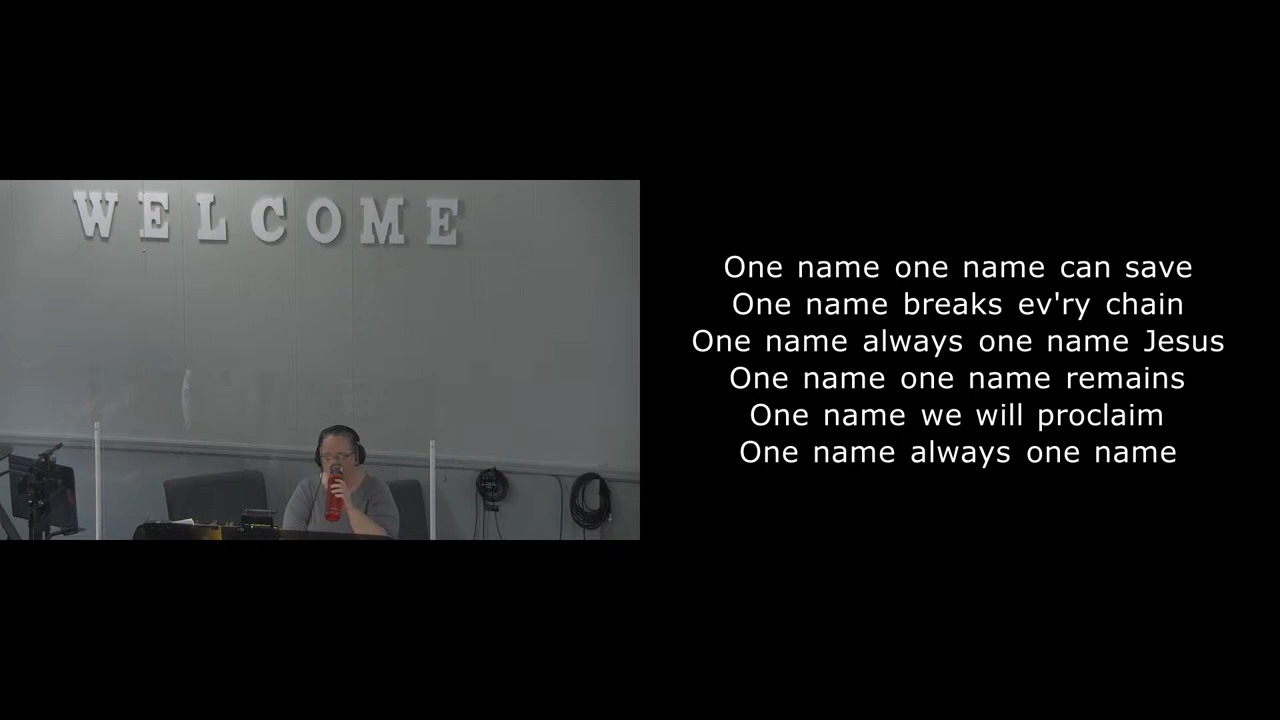 WELCOME
One name one name can save
One name breaks ev'ry chain
One name always one name Jesus
One name one name remains
One name we will proclaim
One name always one name